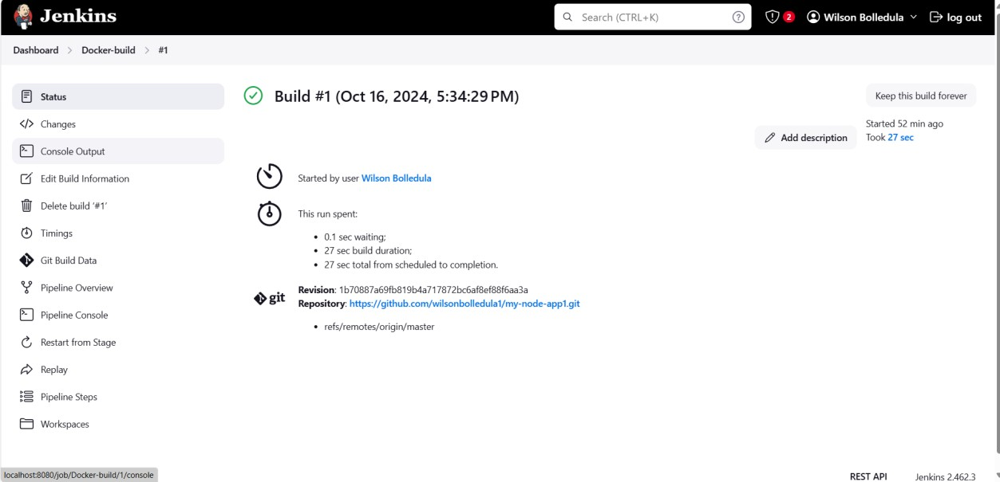 Jenkins
Search (CTRL+K)
2
Wilson Bolledula
log out
Dashboard > Docker-build > #1
Status
Changes
Console Output
Edit Build Information
Delete build ‘#1’
Timings
Git Build Data
Pipeline Overview
Pipeline Console
Restart from Stage
Replay
Pipeline Steps
Workspaces
Build #1 (Oct 16, 2024, 5:34:29 PM)
Keep this build forever
Add description
Started 52 min ago
Took 27 sec
Started by user Wilson Bolledula
This run spent:
• 0.1 sec waiting;
• 27 sec build duration;
• 27 sec total from scheduled to completion.
git
Revision: 1b70887a69fb819b4a717872bc6af8ef88f6aa3a
Repository: https://github.com/wilsonbolledula1/my-node-app1.git
• refs/remotes/origin/master
localhost:8080/job/Docker-build/1/console
REST API
Jenkins 2.462.3